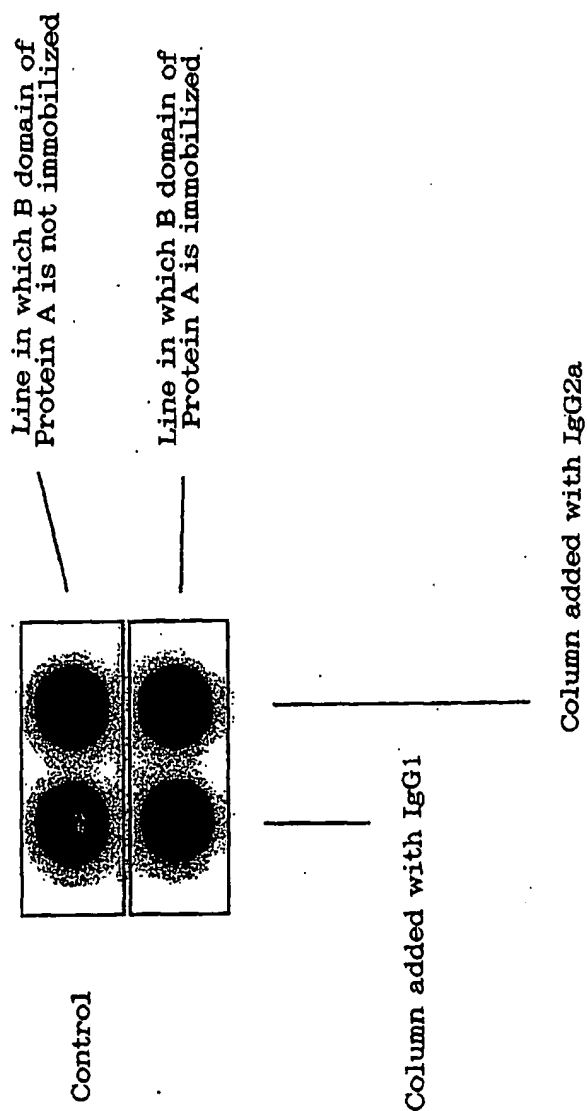 Control
Line in which B domain of
Protein A is not immobilized
Line in which B domain of
Protein A is immobilized.
Column added with IgG1
Column added with IgG2a